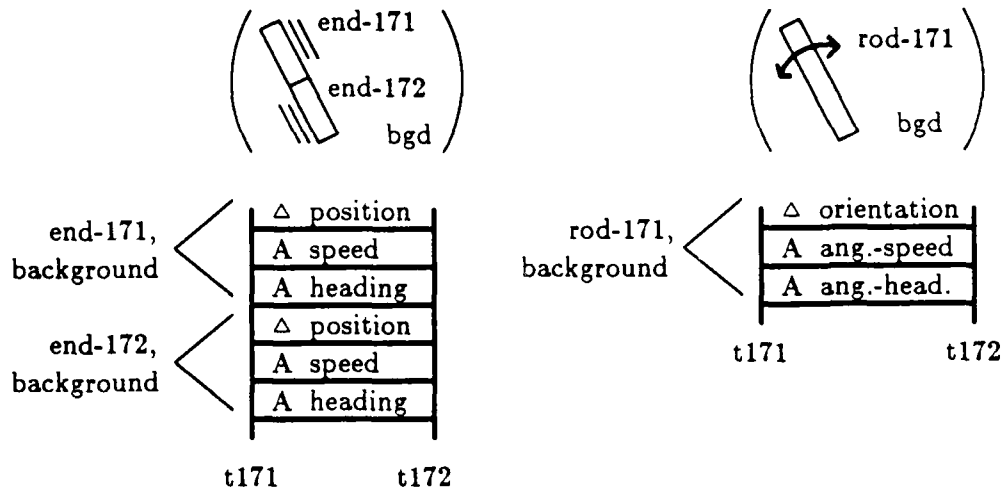 end-171
end-172
bgd
end-171,
background
△ position
A speed
A heading
end-172,
background
△ position
A speed
A heading
t171 t172
rod-171
bgd
rod-171,
background
△ orientation
A ang.-speed
A ang.-head.
t171 t172